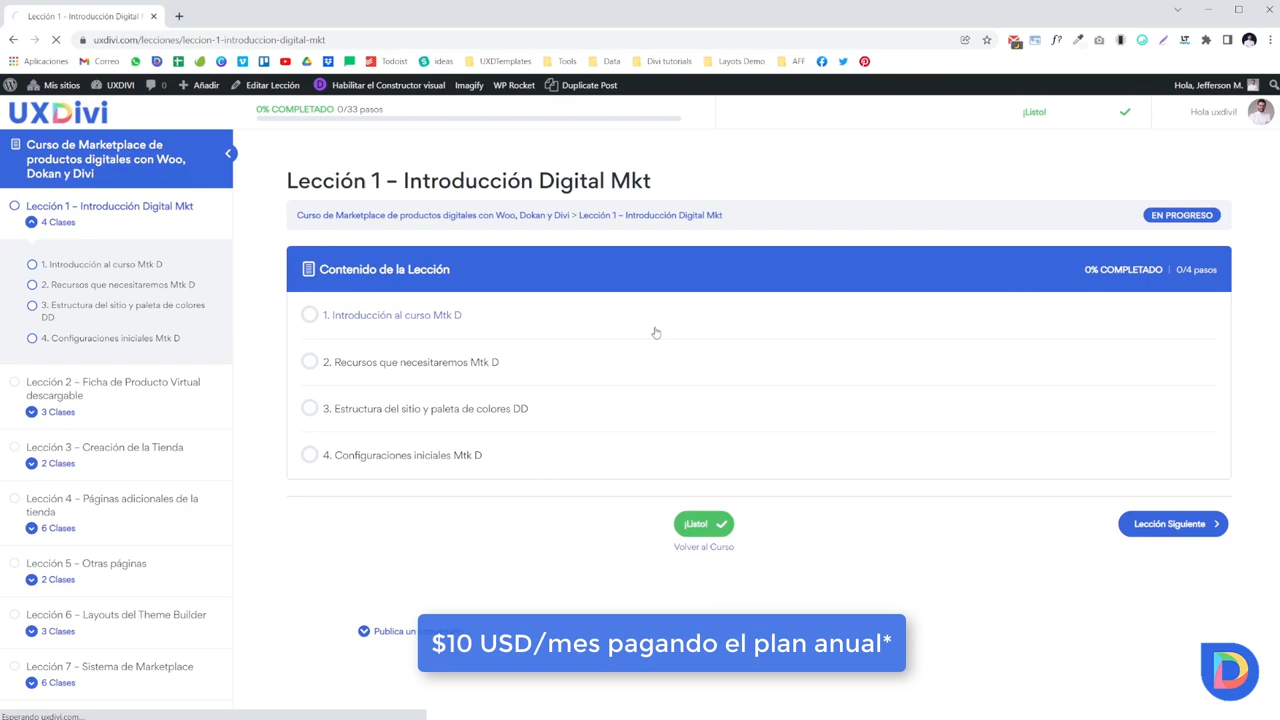 Lección 1 - Introducción Digital
uxdivi.com/lecciones/leccion-1-introduccion-digital-mkt
Aplicaciones Correo Todoist ideas UXDTemplates Tools Data Divi tutorials Layots Demo AFF
Mis sitios UXDIVI 0 Añadir Editar Lección Habilitar el Constructor visual Imagify WP Rocket Duplicate Post Hola, Jefferson M.
UXDivi
0% COMPLETADO 0/33 pasos
¡Listo!
Hola uxdivi!
Curso de Marketplace de
productos digitales con Woo,
Dokan y Divi
Lección 1 – Introducción Digital Mkt
4 Clases
1. Introducción al curso Mtk D
2. Recursos que necesitaremos Mtk D
3. Estructura del sitio y paleta de colores
DD
4. Configuraciones iniciales Mtk D
Lección 2 – Ficha de Producto Virtual
descargable
3 Clases
Lección 3 – Creación de la Tienda
2 Clases
Lección 4 – Páginas adicionales de la
tienda
6 Clases
Lección 5 – Otras páginas
2 Clases
Lección 6 – Layouts del Theme Builder
3 Clases
Lección 7 – Sistema de Marketplace
6 Clases
Lección 1 – Introducción Digital Mkt
Curso de Marketplace de productos digitales con Woo, Dokan y Divi > Lección 1 – Introducción Digital Mkt
EN PROGRESO
Contenido de la Lección
0% COMPLETADO | 0/4 pasos
1. Introducción al curso Mtk D
2. Recursos que necesitaremos Mtk D
3. Estructura del sitio y paleta de colores DD
4. Configuraciones iniciales Mtk D
¡Listo!
Lección Siguiente
Volver al Curso
Publica un
$10 USD/mes pagando el plan anual*
Esperando uxdivi.com...